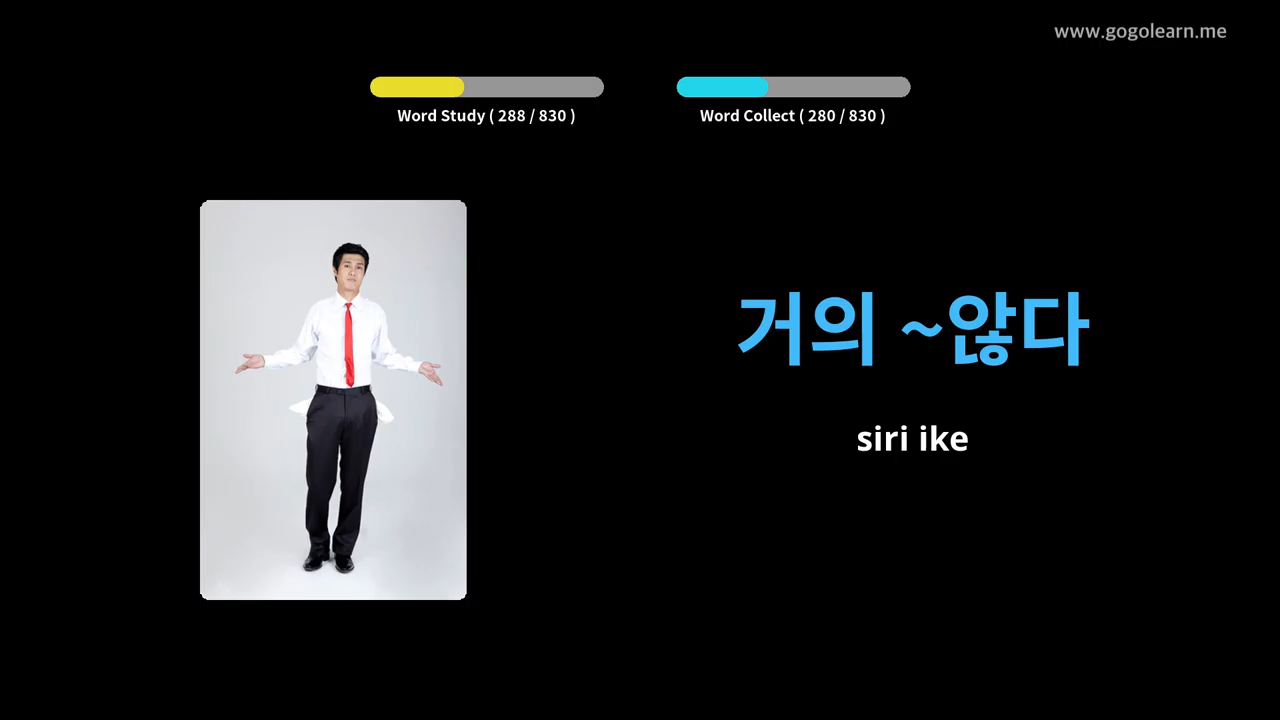 www.gogolearn.me
Word Study ( 288 / 830 )
Word Collect ( 280 / 830 )
거의 ~않다
siri ike